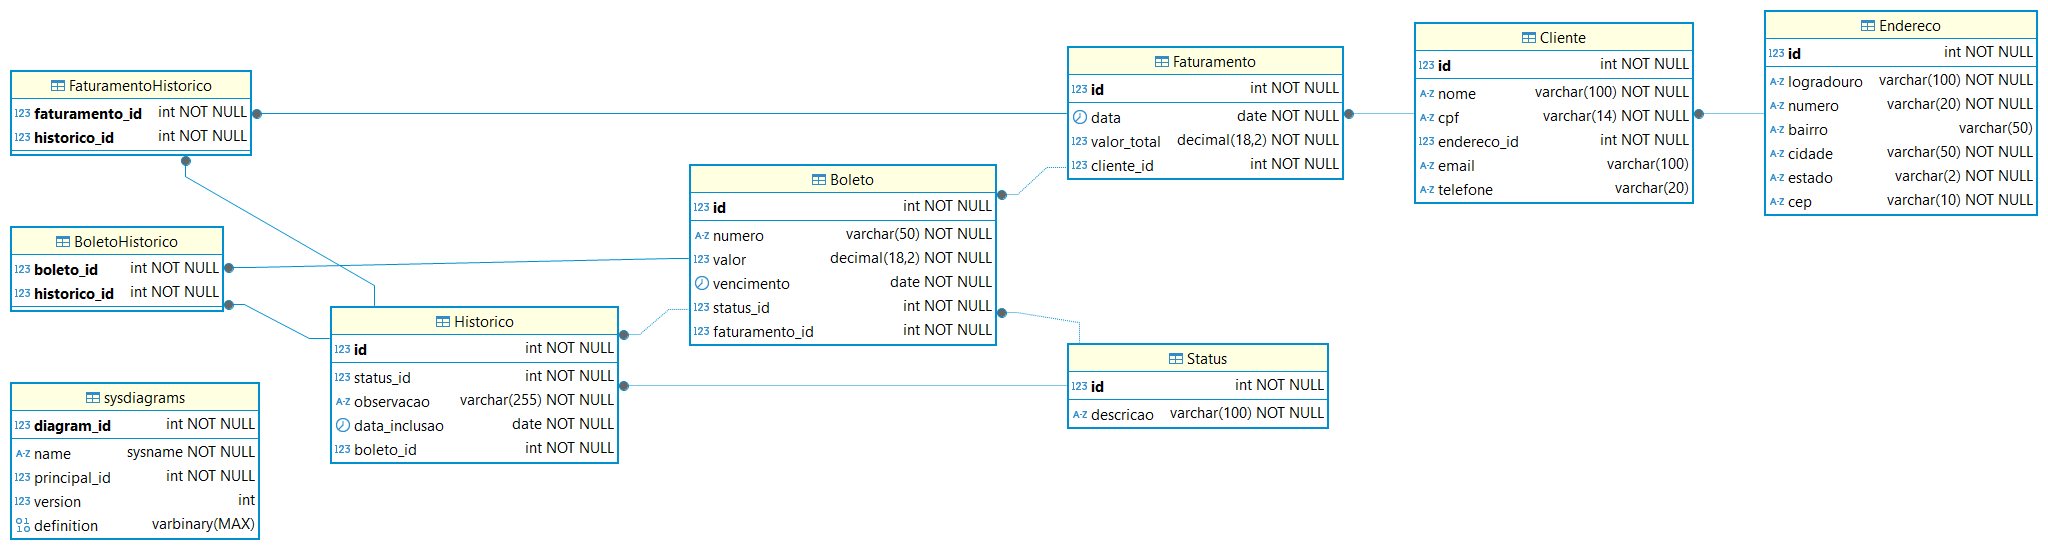 FaturamentoHistorico
123 faturamento_id int NOT NULL
123 historico_id int NOT NULL
BoletoHistorico
123 boleto_id int NOT NULL
123 historico_id int NOT NULL
sysdiagrams
123 diagram_id int NOT NULL
A-Z name sysname NOT NULL
123 principal_id int NOT NULL
123 version int
01 10 definition varbinary(MAX)
Historico
123 id int NOT NULL
123 status_id int NOT NULL
A-Z observacao varchar(255) NOT NULL
data_inclusao date NOT NULL
123 boleto_id int NOT NULL
Boleto
123 id int NOT NULL
A-Z numero varchar(50) NOT NULL
123 valor decimal(18,2) NOT NULL
vencimento date NOT NULL
123 status_id int NOT NULL
123 faturamento_id int NOT NULL
Faturamento
123 id int NOT NULL
data date NOT NULL
123 valor_total decimal(18,2) NOT NULL
123 cliente_id int NOT NULL
Status
123 id int NOT NULL
A-Z descricao varchar(100) NOT NULL
Cliente
123 id int NOT NULL
A-Z nome varchar(100) NOT NULL
A-Z cpf varchar(14) NOT NULL
123 endereco_id int NOT NULL
A-Z email varchar(100)
A-Z telefone varchar(20)
Endereco
123 id int NOT NULL
A-Z logradouro varchar(100) NOT NULL
A-Z numero varchar(20) NOT NULL
A-Z bairro varchar(50)
A-Z cidade varchar(50) NOT NULL
A-Z estado varchar(2) NOT NULL
A-Z cep varchar(10) NOT NULL